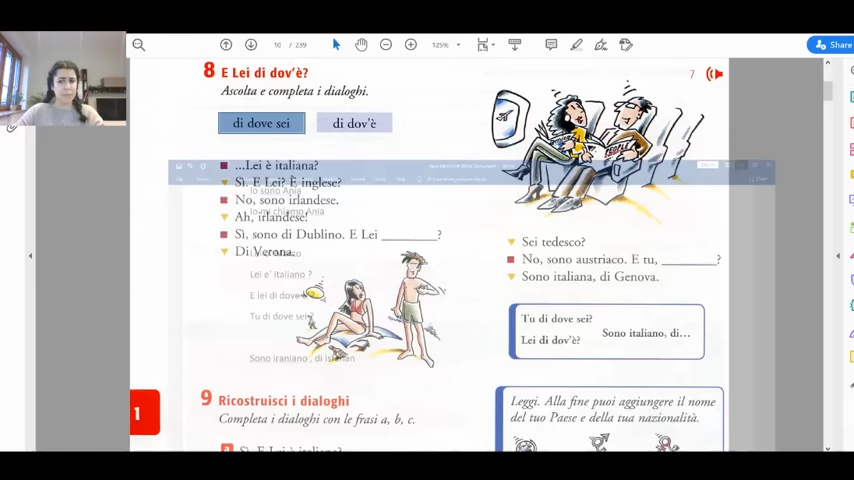 10 / 239
125%
Share
8 E Lei di dov'è?
Ascolta e completa i dialoghi.
7
di dove sei
di dov'è
...Lei è italiana?
Sì. E Lei? È inglese?
No, sono irlandese.
Ah, irlandese!
Sì, sono di Dublino. E Lei ________?
Di Verona.
Io sono Ania
Io mi chiamo Ania
Lei e' italiano ?
E lei di dove
Tu di dove sei?
Sono iraniano , di
PEOPLE
Sei tedesco?
No, sono austriaco. E tu, ________?
Sono italiana, di Genova.
Tu di dove sei?
Lei di dov'è?
Sono italiano, di...
1
9 Ricostruisci i dialoghi
Completa i dialoghi con le frasi a, b, c.
a Sì. E Lei è italiana?
Leggi. Alla fine puoi aggiungere il nome
del tuo Paese e della tua nazionalità.